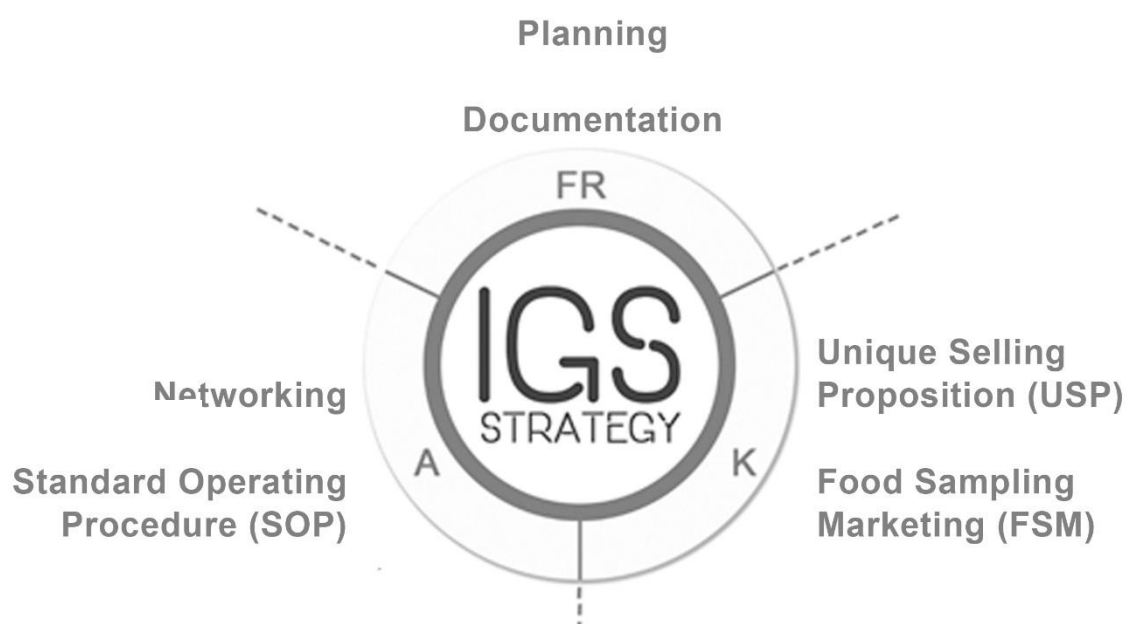 Planning
Documentation
FR
IGS
STRATEGY
Unique Selling
Proposition (USP)
Networking
A
K
Standard Operating
Procedure (SOP)
Food Sampling
Marketing (FSM)